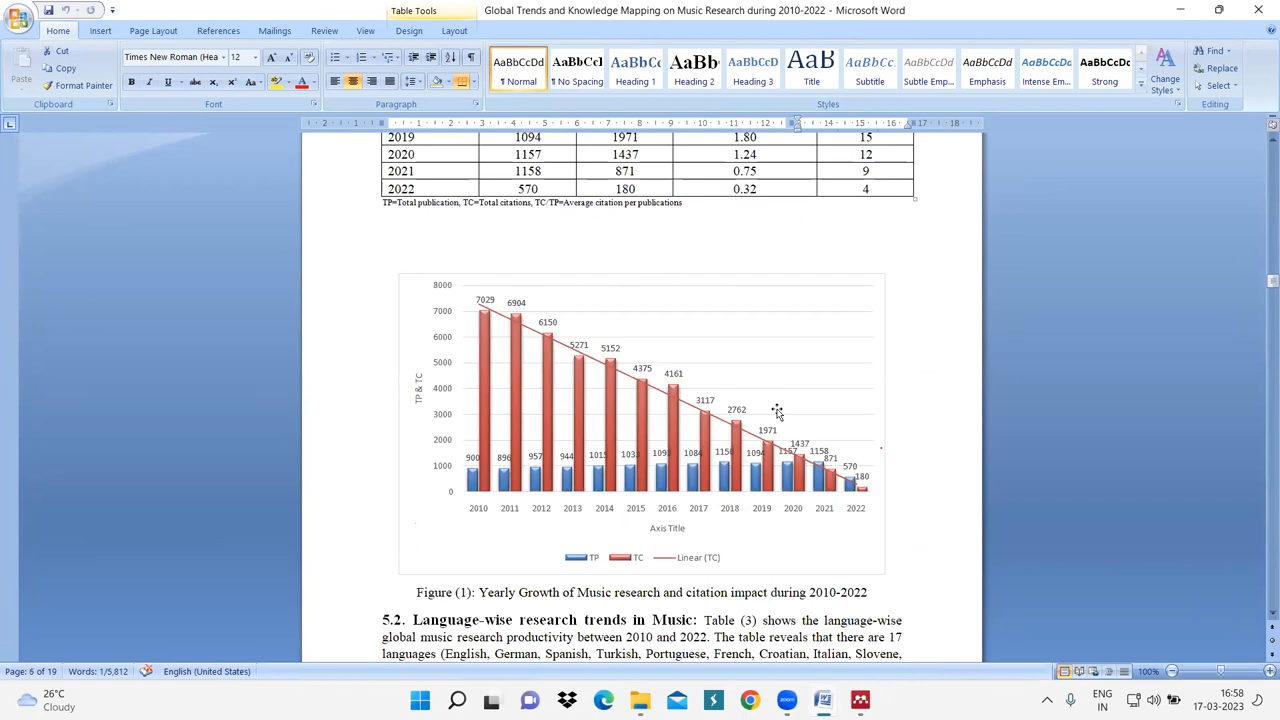 Table Tools
Global Trends and Knowledge Mapping on Music Research during 2010-2022 - Microsoft Word
Home Insert Page Layout References Mailings Review View Design Layout
Paste
Cut
Copy
Format Painter
Clipboard
Times New Roman (Hea 12
Font
Paragraph
AaBbCcDd AaBbCcI AaBbC AaBbC AaBbCcI AaB AaBbCc. AaBbCcDd AaBbCcDd AaBbCcDd AaBbCcDc
¶ Normal ¶ No Spacing Heading 1 Heading 2 Heading 3 Title Subtitle Subtle Emp... Emphasis Intense Em... Strong
Styles
Change Styles
Find
Replace
Select
Editing
2019 1094 1971 1.80 15
2020 1157 1437 1.24 12
2021 1158 871 0.75 9
2022 570 180 0.32 4
TP=Total publication, TC=Total citations, TC/TP=Average citation per publications
8000
7000
6000
5000
4000
3000
2000
1000
0
TP & TC
7029 6904 6150 5271 5152 4375 4161 3117 2762 1971 1437 871 180
900 896 957 944 1015 1033 1093 1084 1150 1094 1157 1158 570
2010 2011 2012 2013 2014 2015 2016 2017 2018 2019 2020 2021 2022
Axis Title
TP TC Linear (TC)
Figure (1): Yearly Growth of Music research and citation impact during 2010-2022
5.2. Language-wise research trends in Music: Table (3) shows the language-wise
global music research productivity between 2010 and 2022. The table reveals that there are 17
languages (English, German, Spanish, Turkish, Portuguese, French, Croatian, Italian, Slovene,
Page: 6 of 19 Words: 1/5,812 English (United States) 100%
26°C
Cloudy
ENG
IN
16:58
17-03-2023